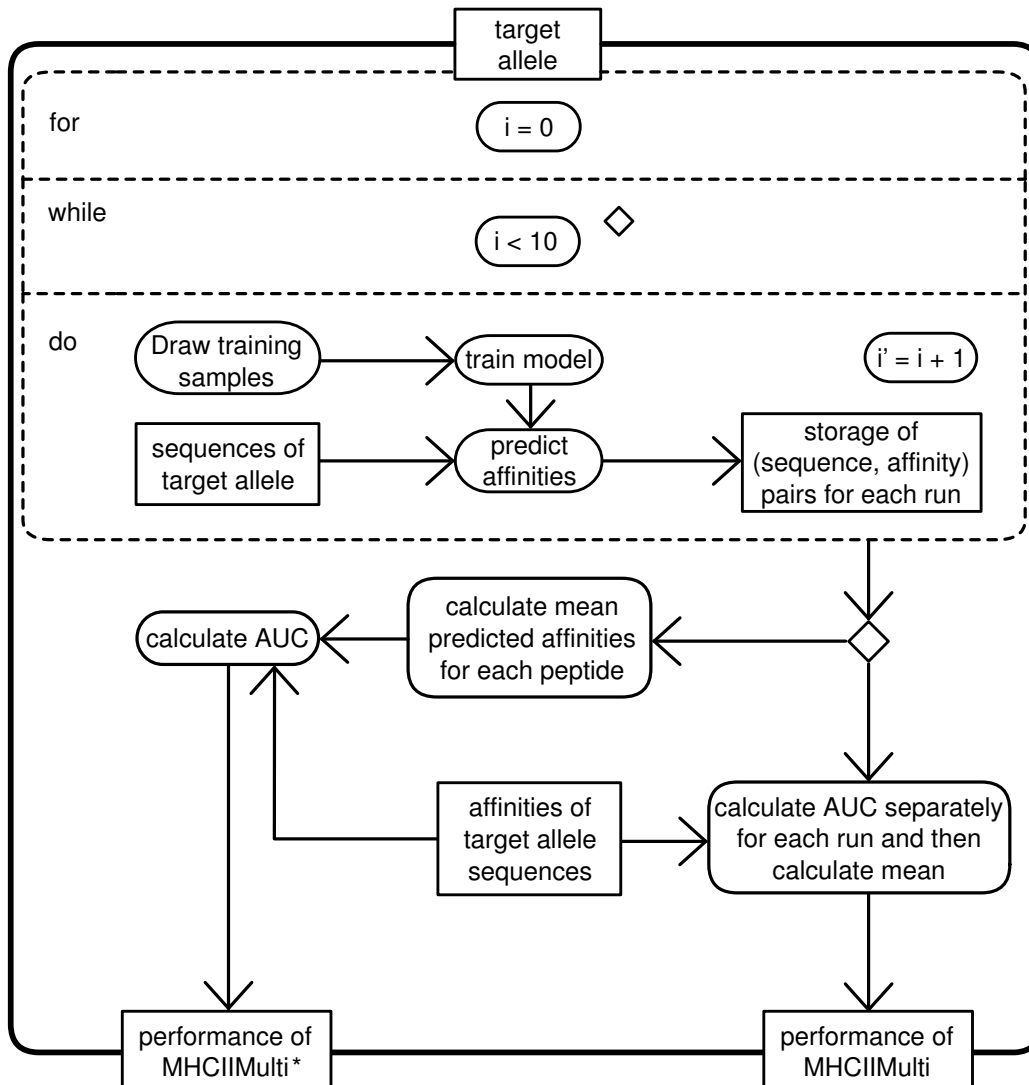 target
allele
for
i = 0
while
i < 10
do
Draw training
samples
train model
i' = i + 1
sequences of
target allele
predict
affinities
storage of
(sequence, affinity)
pairs for each run
calculate AUC
calculate mean
predicted affinities
for each peptide
affinities of
target allele
sequences
calculate AUC separately
for each run and then
calculate mean
performance of
MHCIIMulti*
performance of
MHCIIMulti